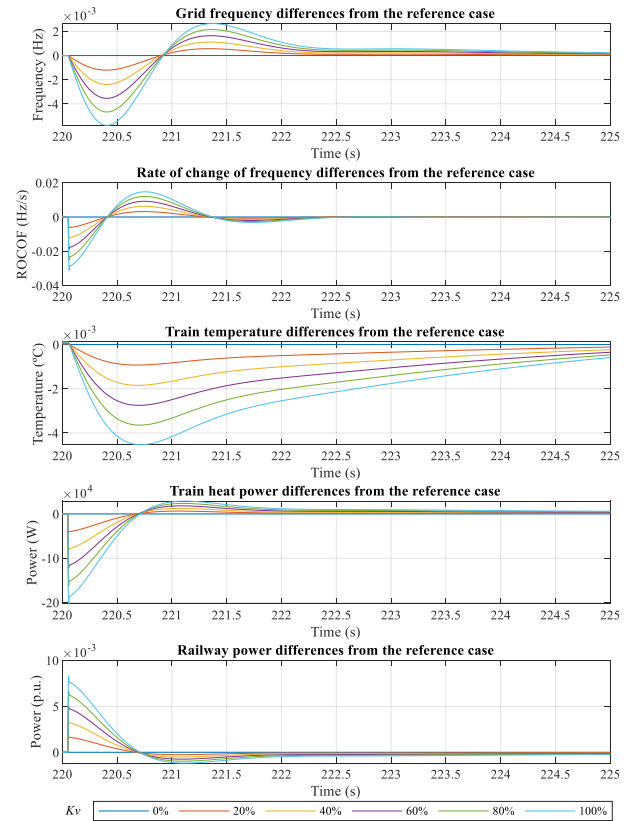 ×10⁻³
Grid frequency differences from the reference case
Frequency (Hz)
2
0
-2
-4
220 220.5 221 221.5 222 222.5 223 223.5 224 224.5 225
Time (s)
Rate of change of frequency differences from the reference case
ROCOF (Hz/s)
0.02
0
-0.02
-0.04
220 220.5 221 221.5 222 222.5 223 223.5 224 224.5 225
Time (s)
×10⁻³
Train temperature differences from the reference case
Temperature (ºC)
0
-2
-4
220 220.5 221 221.5 222 222.5 223 223.5 224 224.5 225
Time (s)
×10⁴
Train heat power differences from the reference case
Power (W)
0
-10
-20
220 220.5 221 221.5 222 222.5 223 223.5 224 224.5 225
Time (s)
×10⁻³
Railway power differences from the reference case
Power (p.u.)
10
5
0
220 220.5 221 221.5 222 222.5 223 223.5 224 224.5 225
Time (s)
Kv 0% 20% 40% 60% 80% 100%